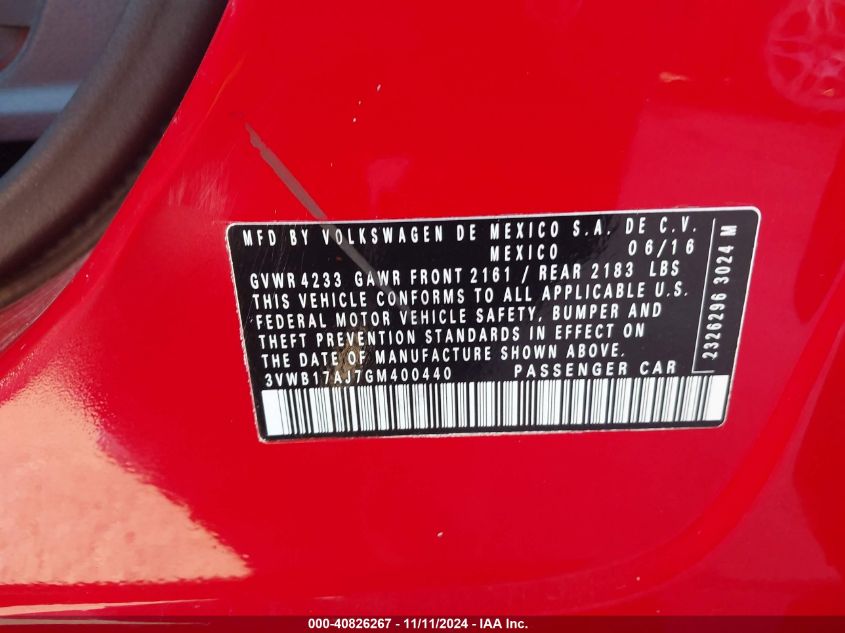 MFD BY VOLKSWAGEN DE MEXICO S.A. DE C.V.
MEXICO 06/16
GVWR 4233 GAWR FRONT 2161 / REAR 2183 LBS
THIS VEHICLE CONFORMS TO ALL APPLICABLE U.S.
FEDERAL MOTOR VEHICLE SAFETY, BUMPER AND
THEFT PREVENTION STANDARDS IN EFFECT ON
THE DATE OF MANUFACTURE SHOWN ABOVE.
3VWB17AJ7GM400440 PASSENGER CAR
2326296 3024 M
000-40826267 - 11/11/2024 - IAA Inc.